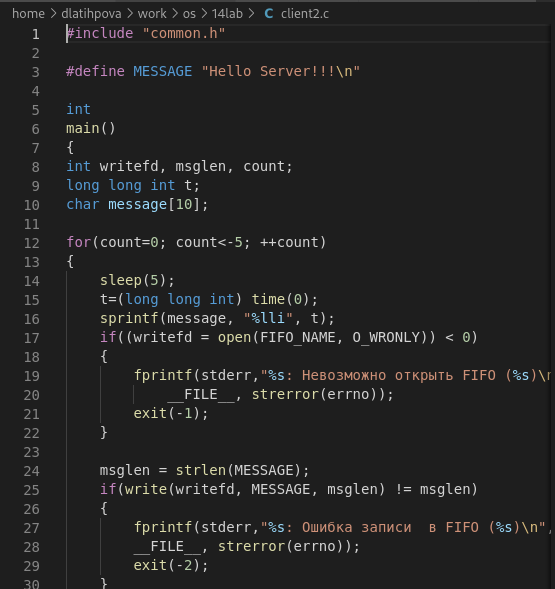 home > dlatihpova > work > os > 14lab > C client2.c
1 #include "common.h"
2
3 #define MESSAGE "Hello Server!!!\n"
4
5 int
6 main()
7 {
8 int writefd, msglen, count;
9 long long int t;
10 char message[10];
11
12 for(count=0; count<-5; ++count)
13 {
14 sleep(5);
15 t=(long long int) time(0);
16 sprintf(message, "%lli", t);
17 if((writefd = open(FIFO_NAME, O_WRONLY)) < 0)
18 {
19 fprintf(stderr,"%s: Невозможно открыть FIFO (%s)\n
20 __FILE__, strerror(errno));
21 exit(-1);
22 }
23
24 msglen = strlen(MESSAGE);
25 if(write(writefd, MESSAGE, msglen) != msglen)
26 {
27 fprintf(stderr,"%s: Ошибка записи  в FIFO (%s)\n",
28 __FILE__, strerror(errno));
29 exit(-2);
30 }